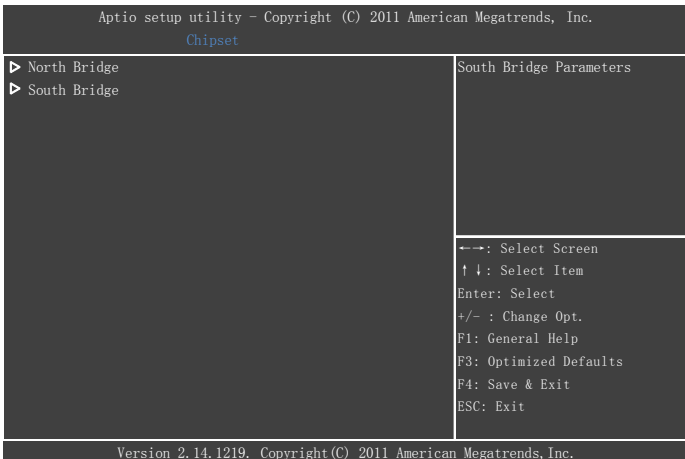 Aptio setup utility - Copyright (C) 2011 American Megatrends, Inc.
Chipset
▷ North Bridge
▷ South Bridge
South Bridge Parameters
←→: Select Screen
↑↓: Select Item
Enter: Select
+/- : Change Opt.
F1: General Help
F3: Optimized Defaults
F4: Save & Exit
ESC: Exit
Version 2.14.1219. Copyright(C) 2011 American Megatrends,Inc.